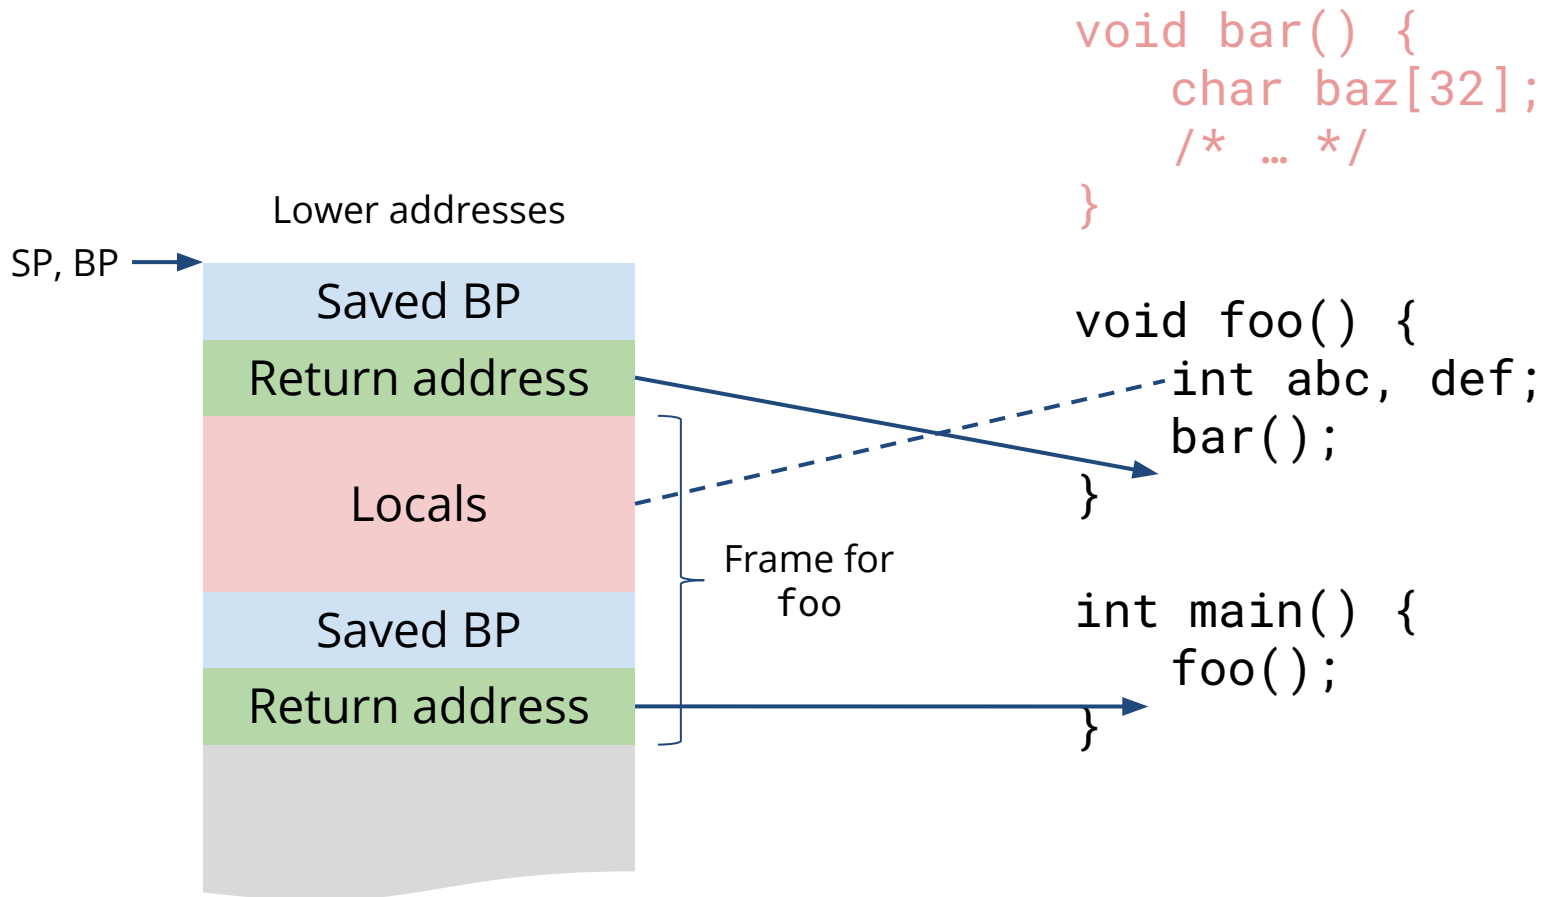 Lower addresses
SP, BP
Saved BP
Return address
Locals
Saved BP
Return address
Frame for
foo
void bar() {
char baz[32];
/* … */
}
void foo() {
int abc, def;
bar();
}
int main() {
foo();
}